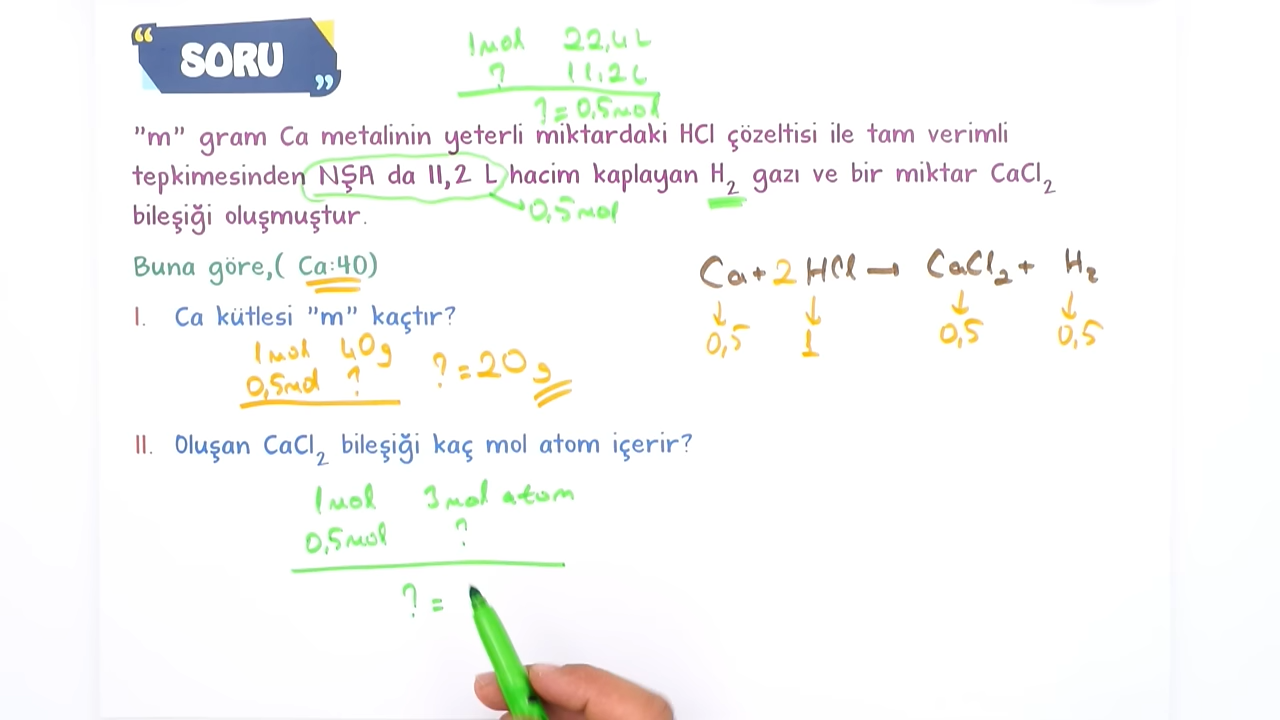 SORU
1mol 22,4L
? 11,2L
? = 0,5mol
"m" gram Ca metalinin yeterli miktardaki HCl çözeltisi ile tam verimli
tepkimesinden NŞA da 11,2 L hacim kaplayan H₂ gazı ve bir miktar CaCl₂
bileşiği oluşmuştur.
0,5mol
Buna göre,( Ca:40)
Ca + 2 HCl → CaCl₂ + H₂
0,5 1 0,5 0,5
I. Ca kütlesi "m" kaçtır?
1mol 40g
0,5mol ?
? = 20g
II. Oluşan CaCl₂ bileşiği kaç mol atom içerir?
1mol 3mol atom
0,5mol ?
? =